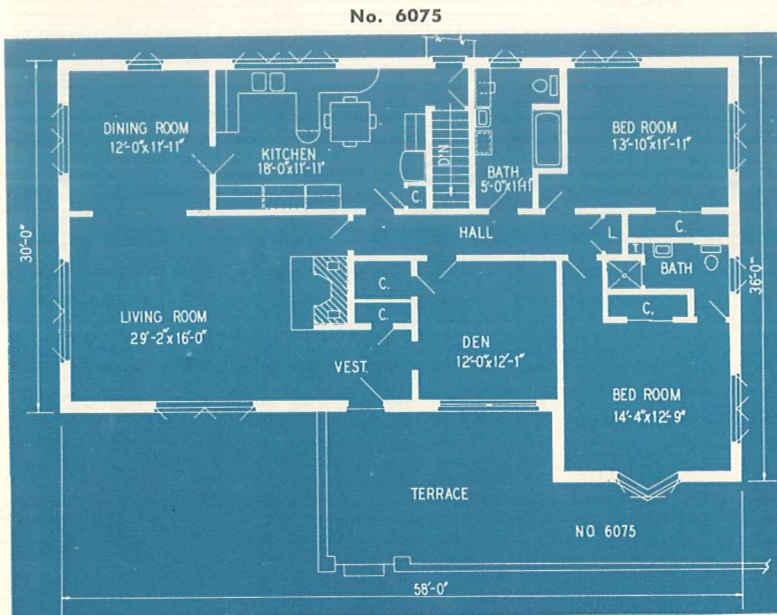 No. 6075
DINING ROOM
12'-0"x11'-11"
KITCHEN
18'-0"x11'-11"
D'N
BATH
5'-0"x11'-11"
BED ROOM
13'-10"x11'-11"
C.
HALL
L.
C.
T.
BATH
30'-0"
36'-0"
LIVING ROOM
29'-2"x16'-0"
C.
C.
VEST.
DEN
12'-0"x12'-1"
C.
BED ROOM
14'-4"x12'-9"
TERRACE
NO. 6075
58'-0"